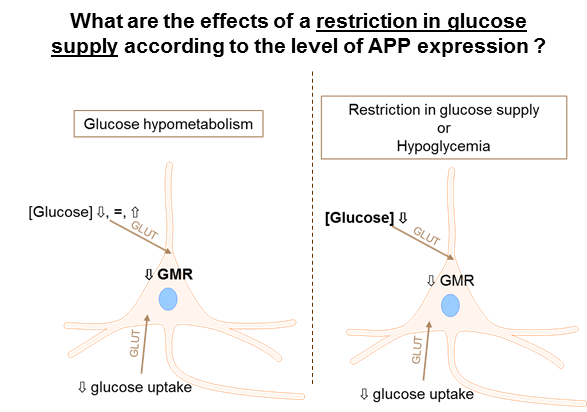 What are the effects of a restriction in glucose
supply according to the level of APP expression ?
Glucose hypometabolism
[Glucose] ⇩, =, ⇧
GLUT
⇩ GMR
GLUT
⇩ glucose uptake
Restriction in glucose supply
or
Hypoglycemia
[Glucose] ⇩
GLUT
⇩ GMR
GLUT
⇩ glucose uptake